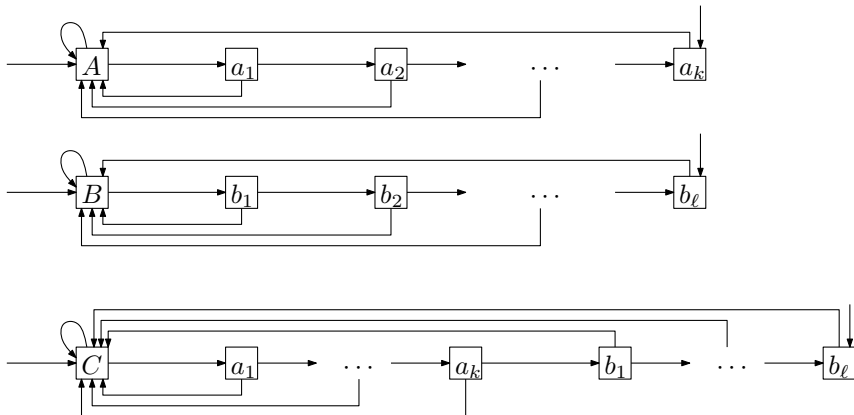 A a₁ a₂ ... aₖ
B b₁ b₂ ... bℓ
C a₁ ... aₖ b₁ ... bℓ